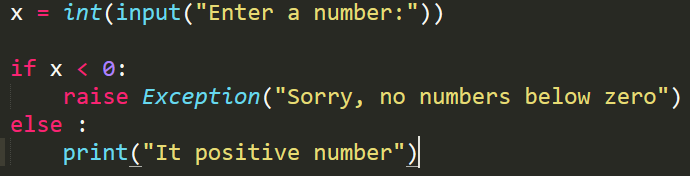 x = int(input("Enter a number:"))
if x < 0:
    raise Exception("Sorry, no numbers below zero")
else :
    print("It positive number")